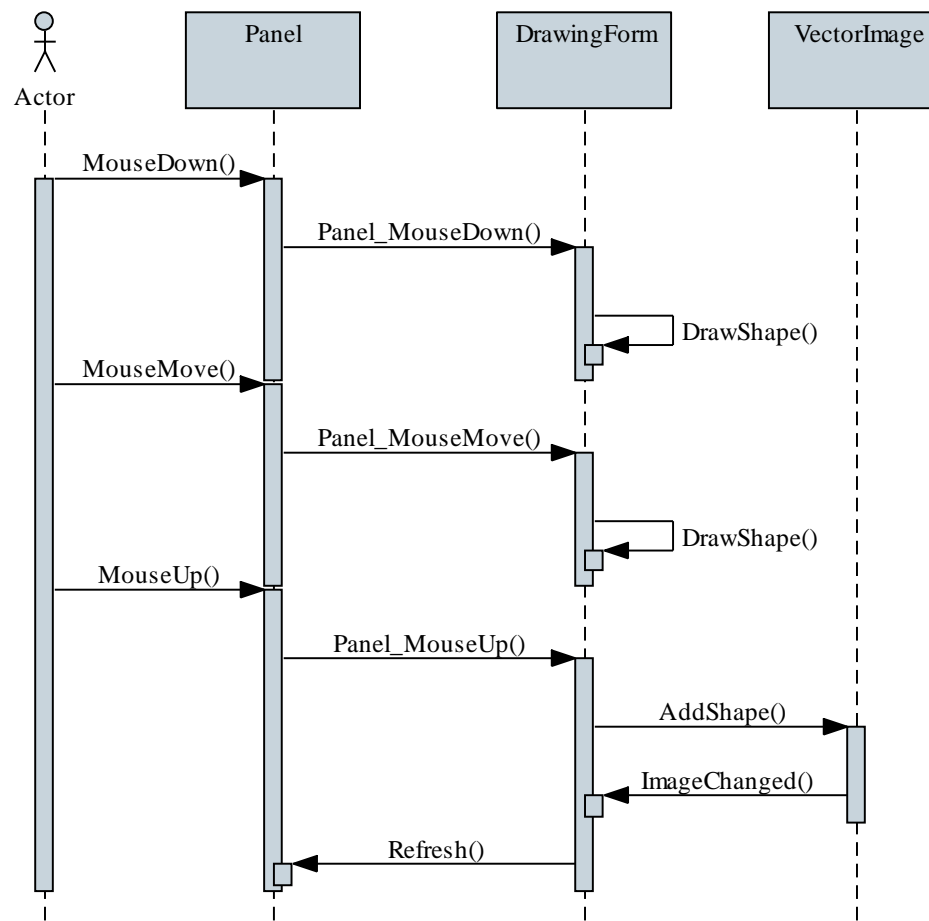 Panel
DrawingForm
VectorImage
Actor
MouseDown()
Panel_MouseDown()
DrawShape()
MouseMove()
Panel_MouseMove()
DrawShape()
MouseUp()
Panel_MouseUp()
AddShape()
ImageChanged()
Refresh()